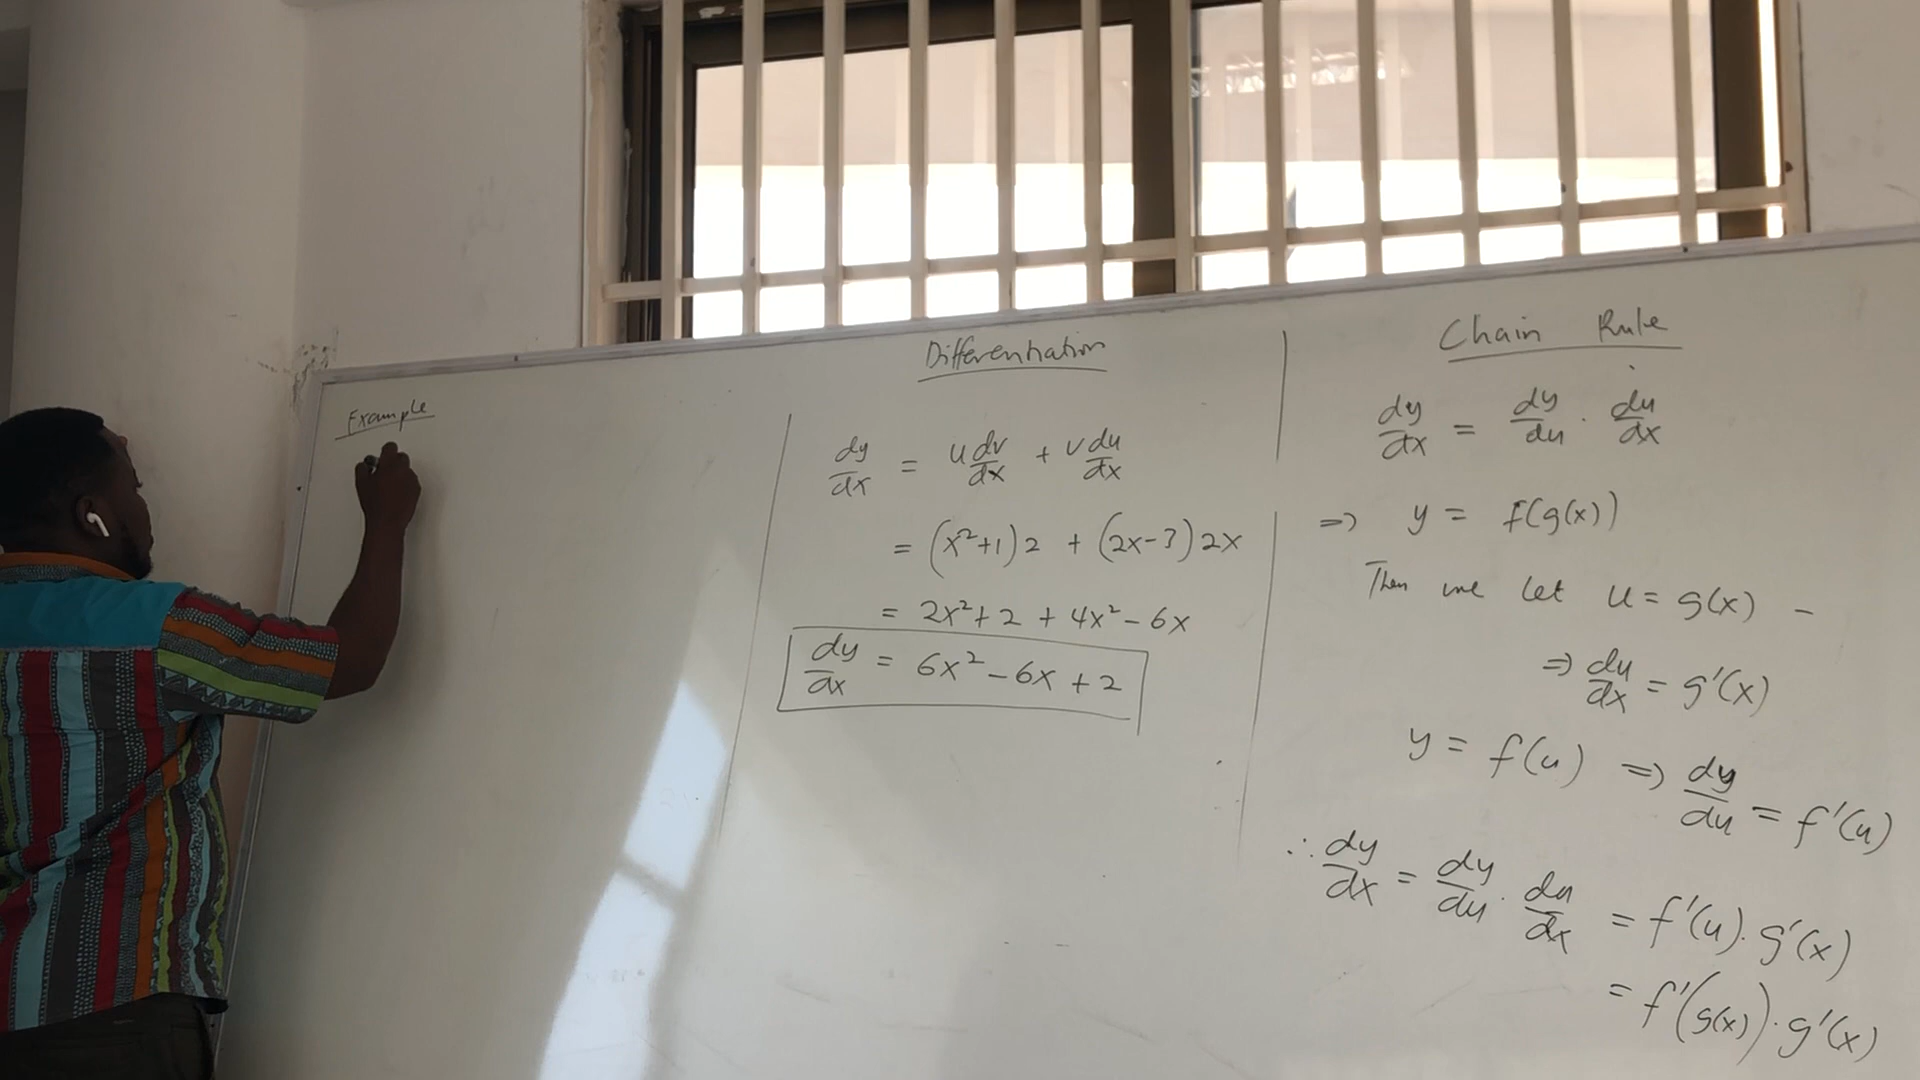 Example
Differentiation
dy/dx = u dv/dx + v du/dx
= (x²+1)2 + (2x-3)2x
= 2x²+2 + 4x² - 6x
dy/dx = 6x² - 6x + 2
Chain Rule
dy/dx = dy/du · du/dx
⇒ y = f(g(x))
Then we let u = g(x) -
⇒ du/dx = g'(x)
y = f(u) ⇒ dy/du = f'(u)
∴ dy/dx = dy/du · du/dx = f'(u)·g'(x)
= f'(g(x))·g'(x)